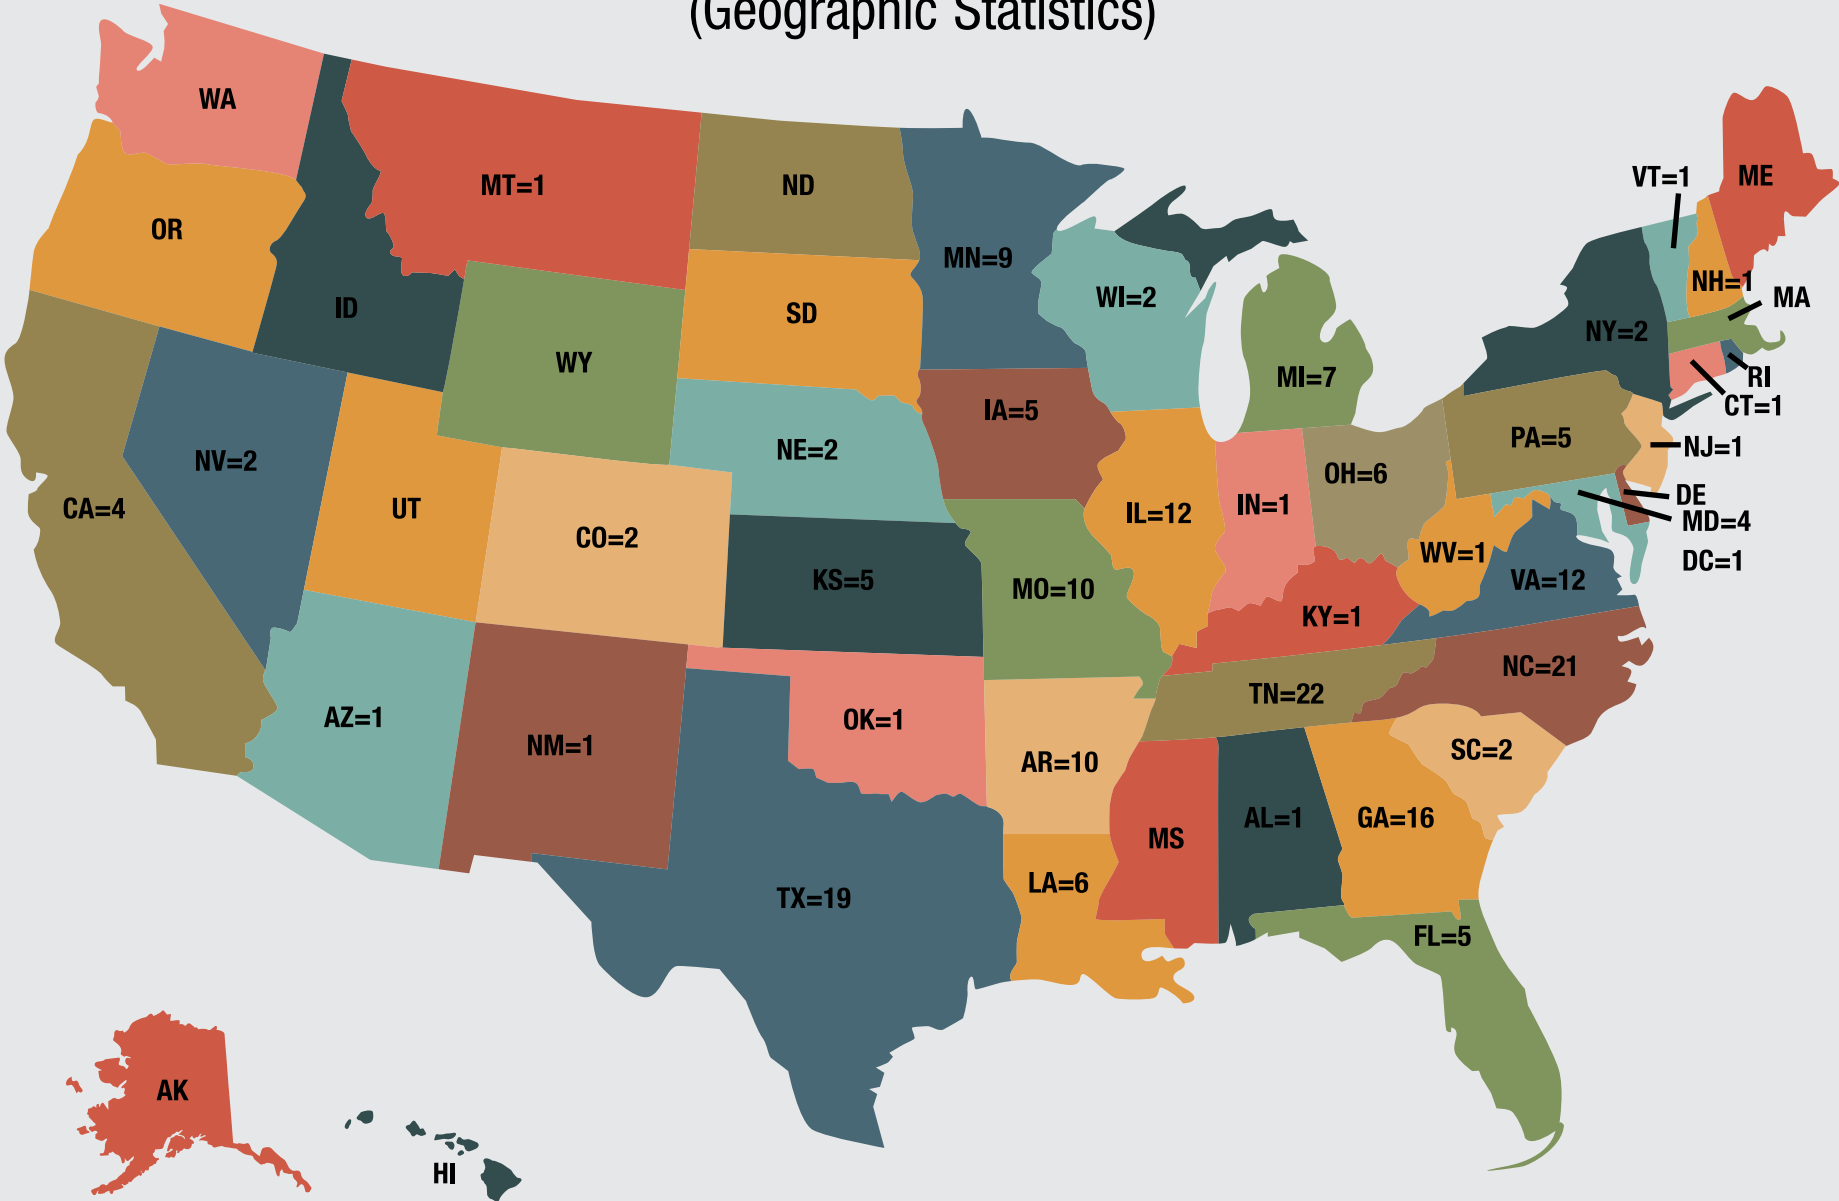 (Geographic Statistics)
WA
MT=1
ND
VT=1
ME
OR
MN=9
NH=1
MA
ID
SD
WI=2
NY=2
WY
MI=7
RI
IA=5
CT=1
NV=2
NE=2
PA=5
NJ=1
CA=4
UT
CO=2
IL=12
IN=1
OH=6
DE
MD=4
KS=5
MO=10
WV=1
DC=1
VA=12
KY=1
NC=21
AZ=1
NM=1
OK=1
TN=22
AR=10
SC=2
MS
AL=1
GA=16
TX=19
LA=6
FL=5
AK
HI